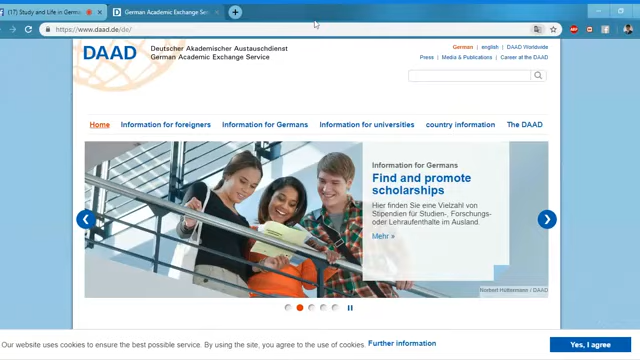 (17) Study and Life in Germ
German Academic Exchange Ser
https://www.daad.de/de/
DAAD
Deutscher Akademischer Austauschdienst
German Academic Exchange Service
German | english | DAAD Worldwide
Press | Media & Publications | Career at the DAAD
Home
Information for foreigners
Information for Germans
Information for universities
country information
The DAAD
Information for Germans
Find and promote
scholarships
Hier finden Sie eine Vielzahl von
Stipendien für Studien-, Forschungs-
oder Lehraufenthalte im Ausland.
Mehr »
Norbert Hüttermann / DAAD
Our website uses cookies to ensure the best possible service. By using the site, you agree to the use of cookies. Further information
Yes, I agree